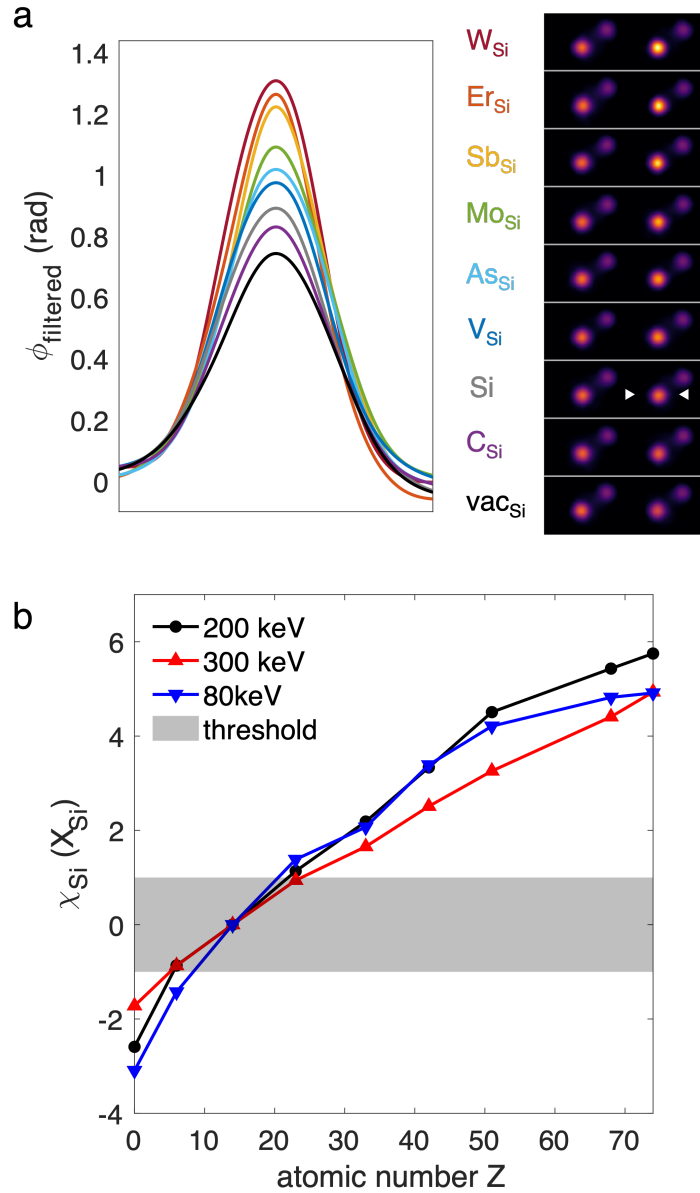 a
1.4
1.2
1
0.8
0.6
0.4
0.2
0
ϕfiltered (rad)
WSi
ErSi
SbSi
MoSi
AsSi
VSi
Si
CSi
vacSi
b
200 keV
300 keV
80keV
threshold
6
4
2
0
-2
-4
χSi (XSi)
0 10 20 30 40 50 60 70
atomic number Z